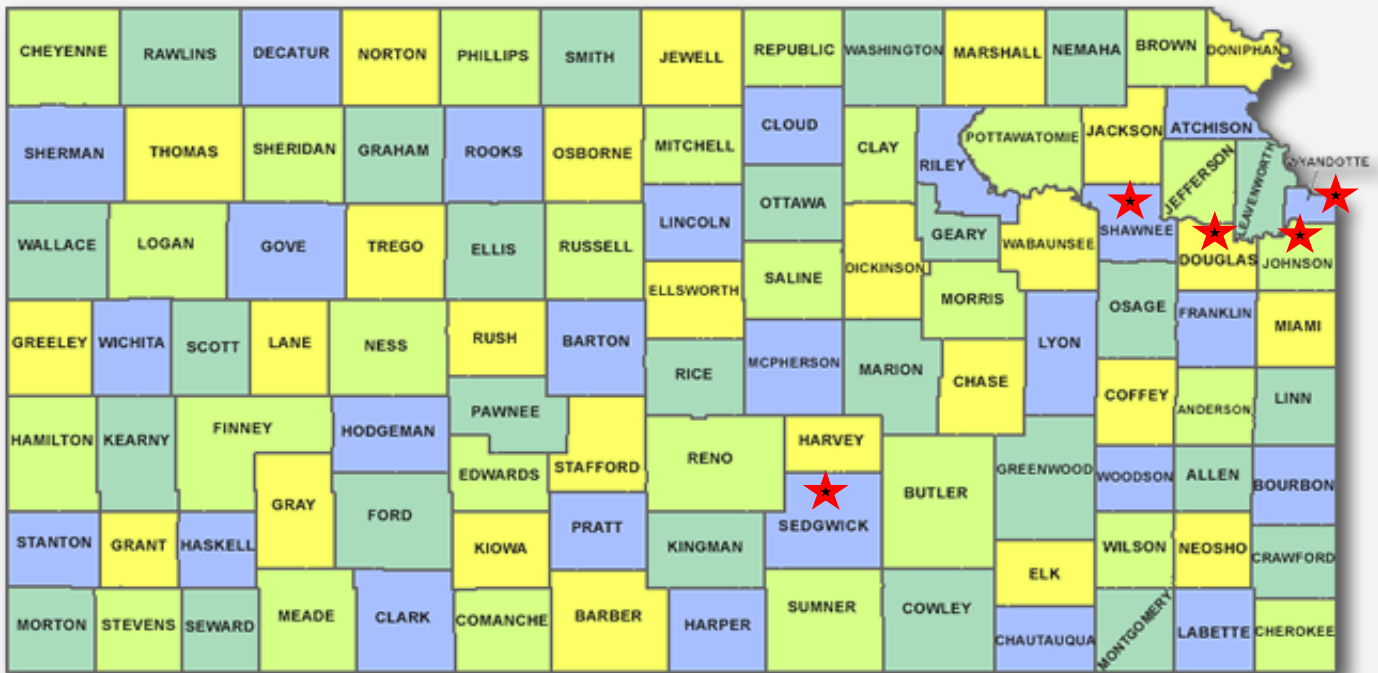 CHEYENNE
RAWLINS
DECATUR
NORTON
PHILLIPS
SMITH
JEWELL
REPUBLIC
WASHINGTON
MARSHALL
NEMAHA
BROWN
DONIPHAN
SHERMAN
THOMAS
SHERIDAN
GRAHAM
ROOKS
OSBORNE
MITCHELL
CLOUD
CLAY
RILEY
POTTAWATOMIE
JACKSON
ATCHISON
JEFFERSON
LEAVENWORTH
WYANDOTTE
WALLACE
LOGAN
GOVE
TREGO
ELLIS
RUSSELL
LINCOLN
OTTAWA
GEARY
WABAUNSEE
SHAWNEE
DOUGLAS
JOHNSON
ELLSWORTH
SALINE
DICKINSON
MORRIS
OSAGE
FRANKLIN
MIAMI
GREELEY
WICHITA
SCOTT
LANE
NESS
RUSH
BARTON
RICE
MCPHERSON
MARION
CHASE
LYON
COFFEY
ANDERSON
LINN
HAMILTON
KEARNY
FINNEY
HODGEMAN
PAWNEE
EDWARDS
STAFFORD
RENO
HARVEY
BUTLER
GREENWOOD
WOODSON
ALLEN
BOURBON
GRAY
FORD
STANTON
GRANT
HASKELL
KIOWA
PRATT
KINGMAN
SEDGWICK
ELK
WILSON
NEOSHO
CRAWFORD
MORTON
STEVENS
SEWARD
MEADE
CLARK
COMANCHE
BARBER
HARPER
SUMNER
COWLEY
CHAUTAUQUA
MONTGOMERY
LABETTE
CHEROKEE